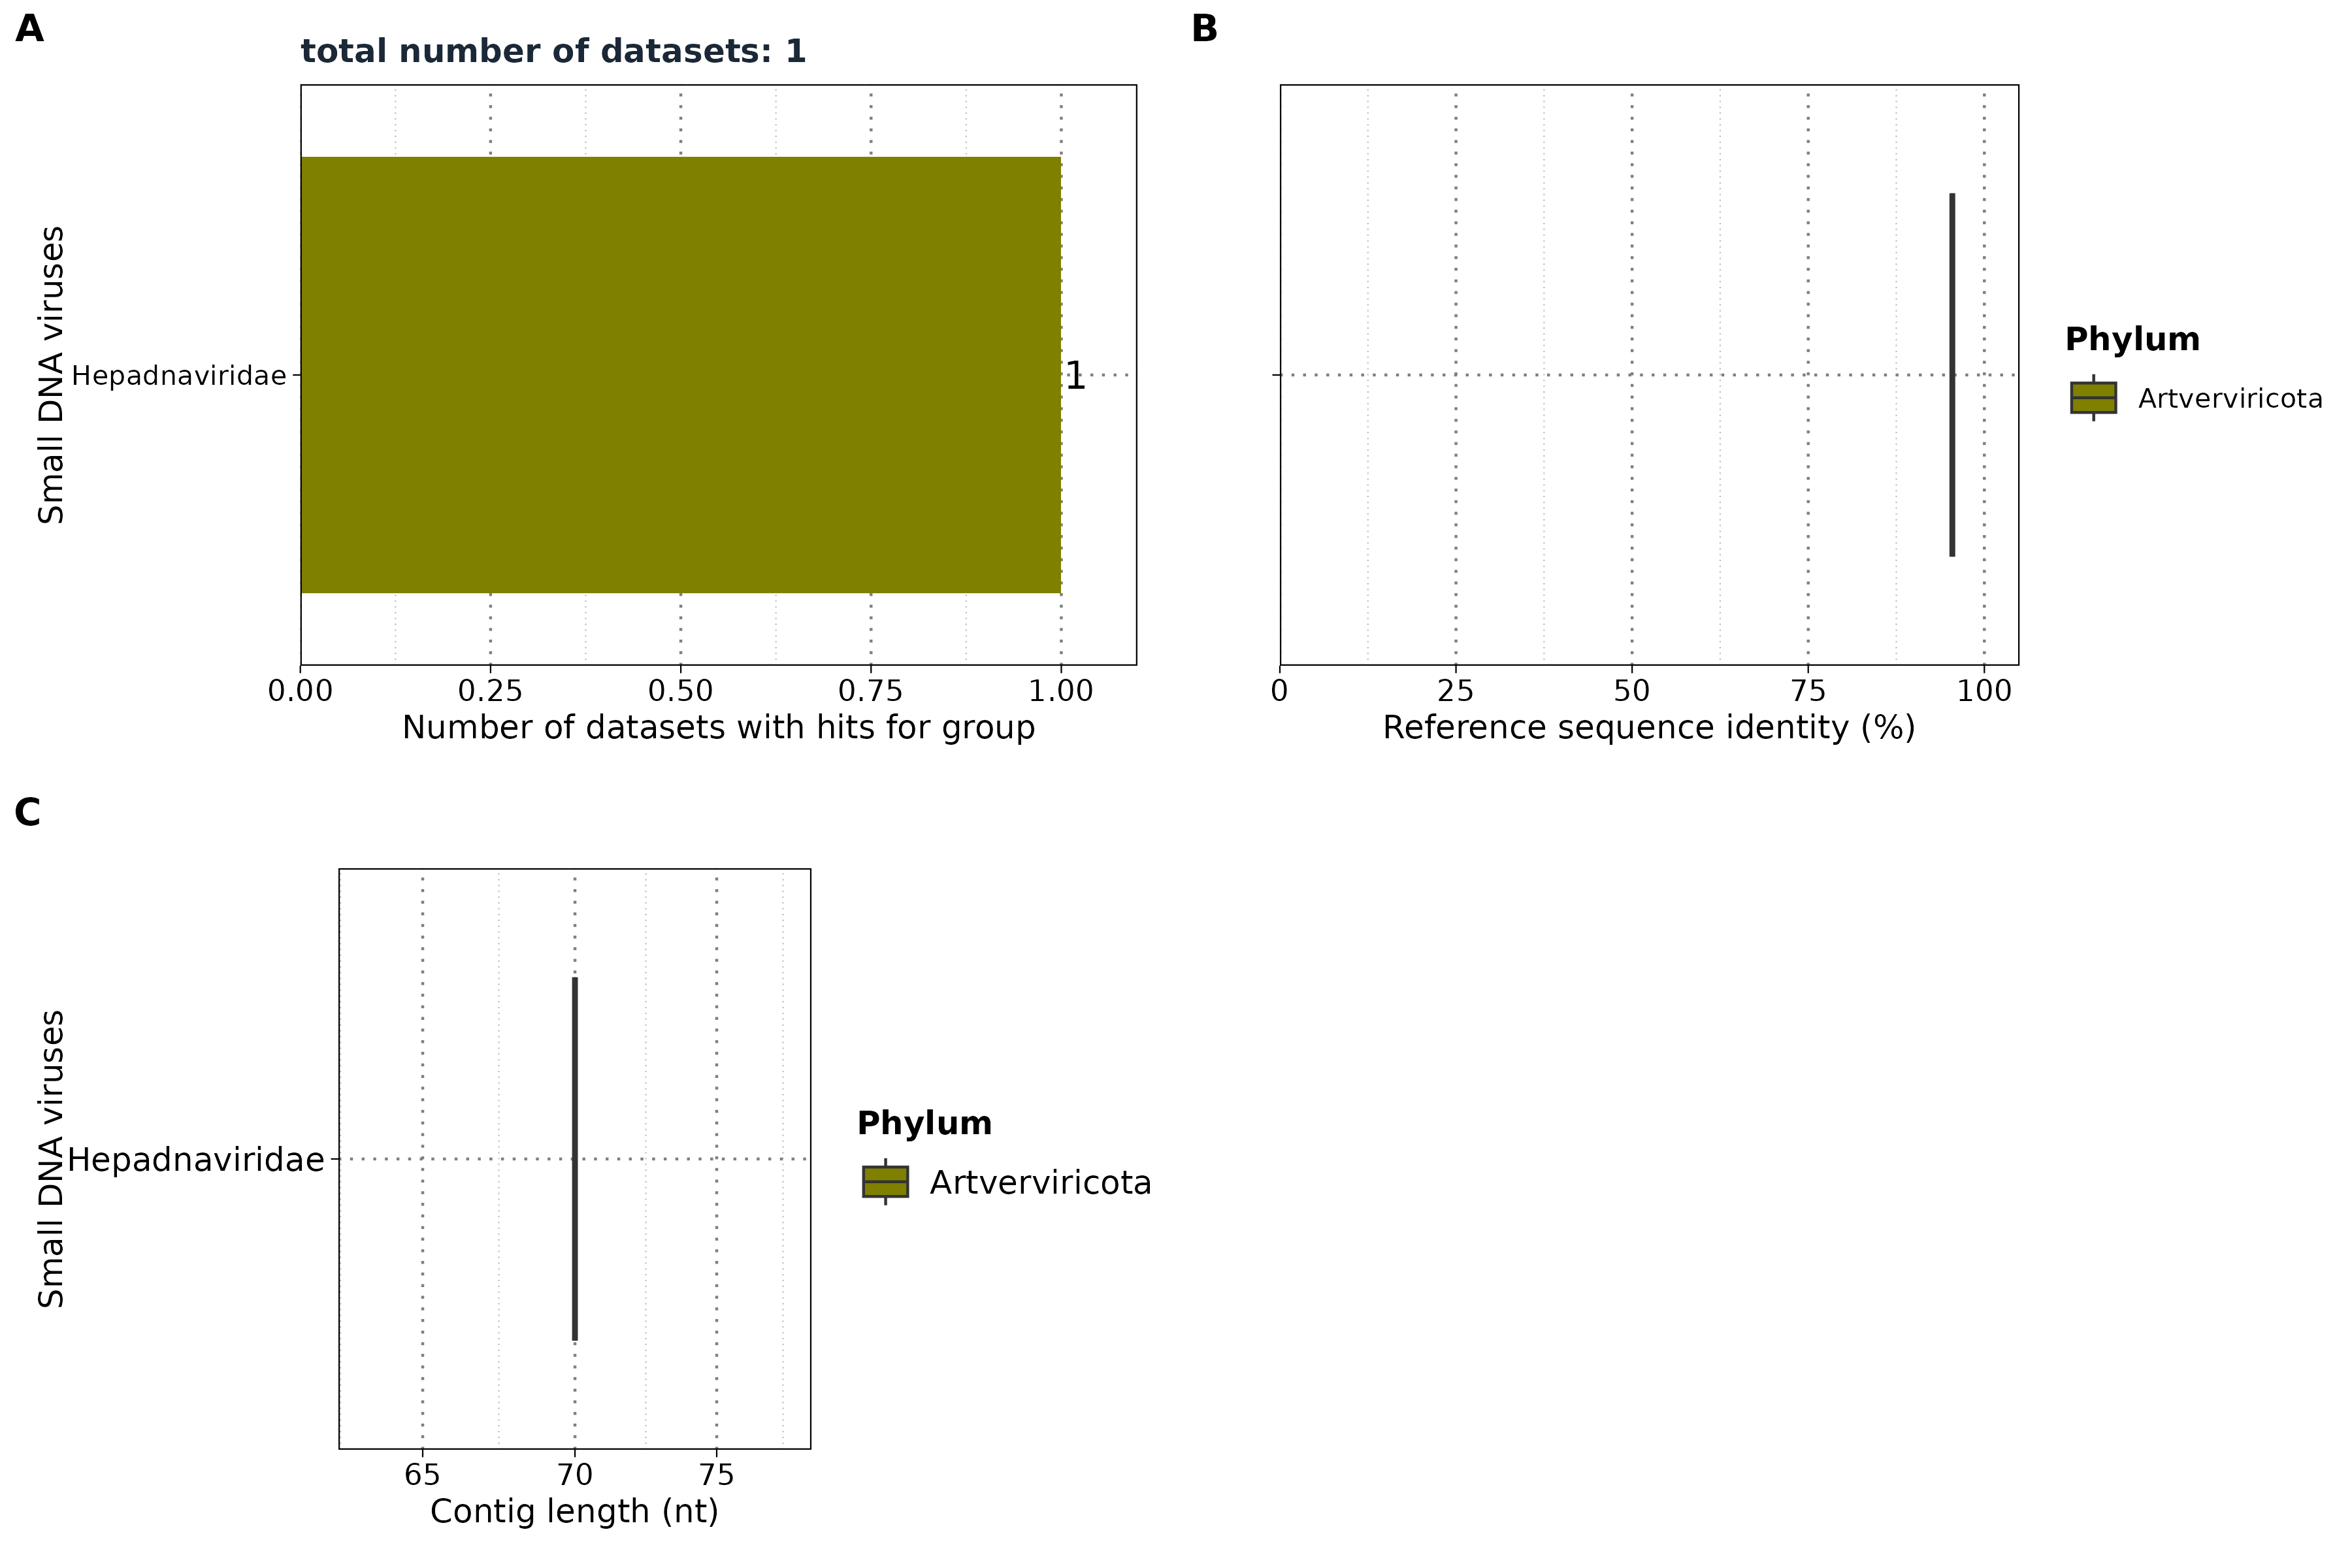 A
total number of datasets: 1
Small DNA viruses
Hepadnaviridae
1
0.00 0.25 0.50 0.75 1.00
Number of datasets with hits for group
B
0 25 50 75 100
Reference sequence identity (%)
Phylum
Artverviricota
C
Small DNA viruses
Hepadnaviridae
65 70 75
Contig length (nt)
Phylum
Artverviricota